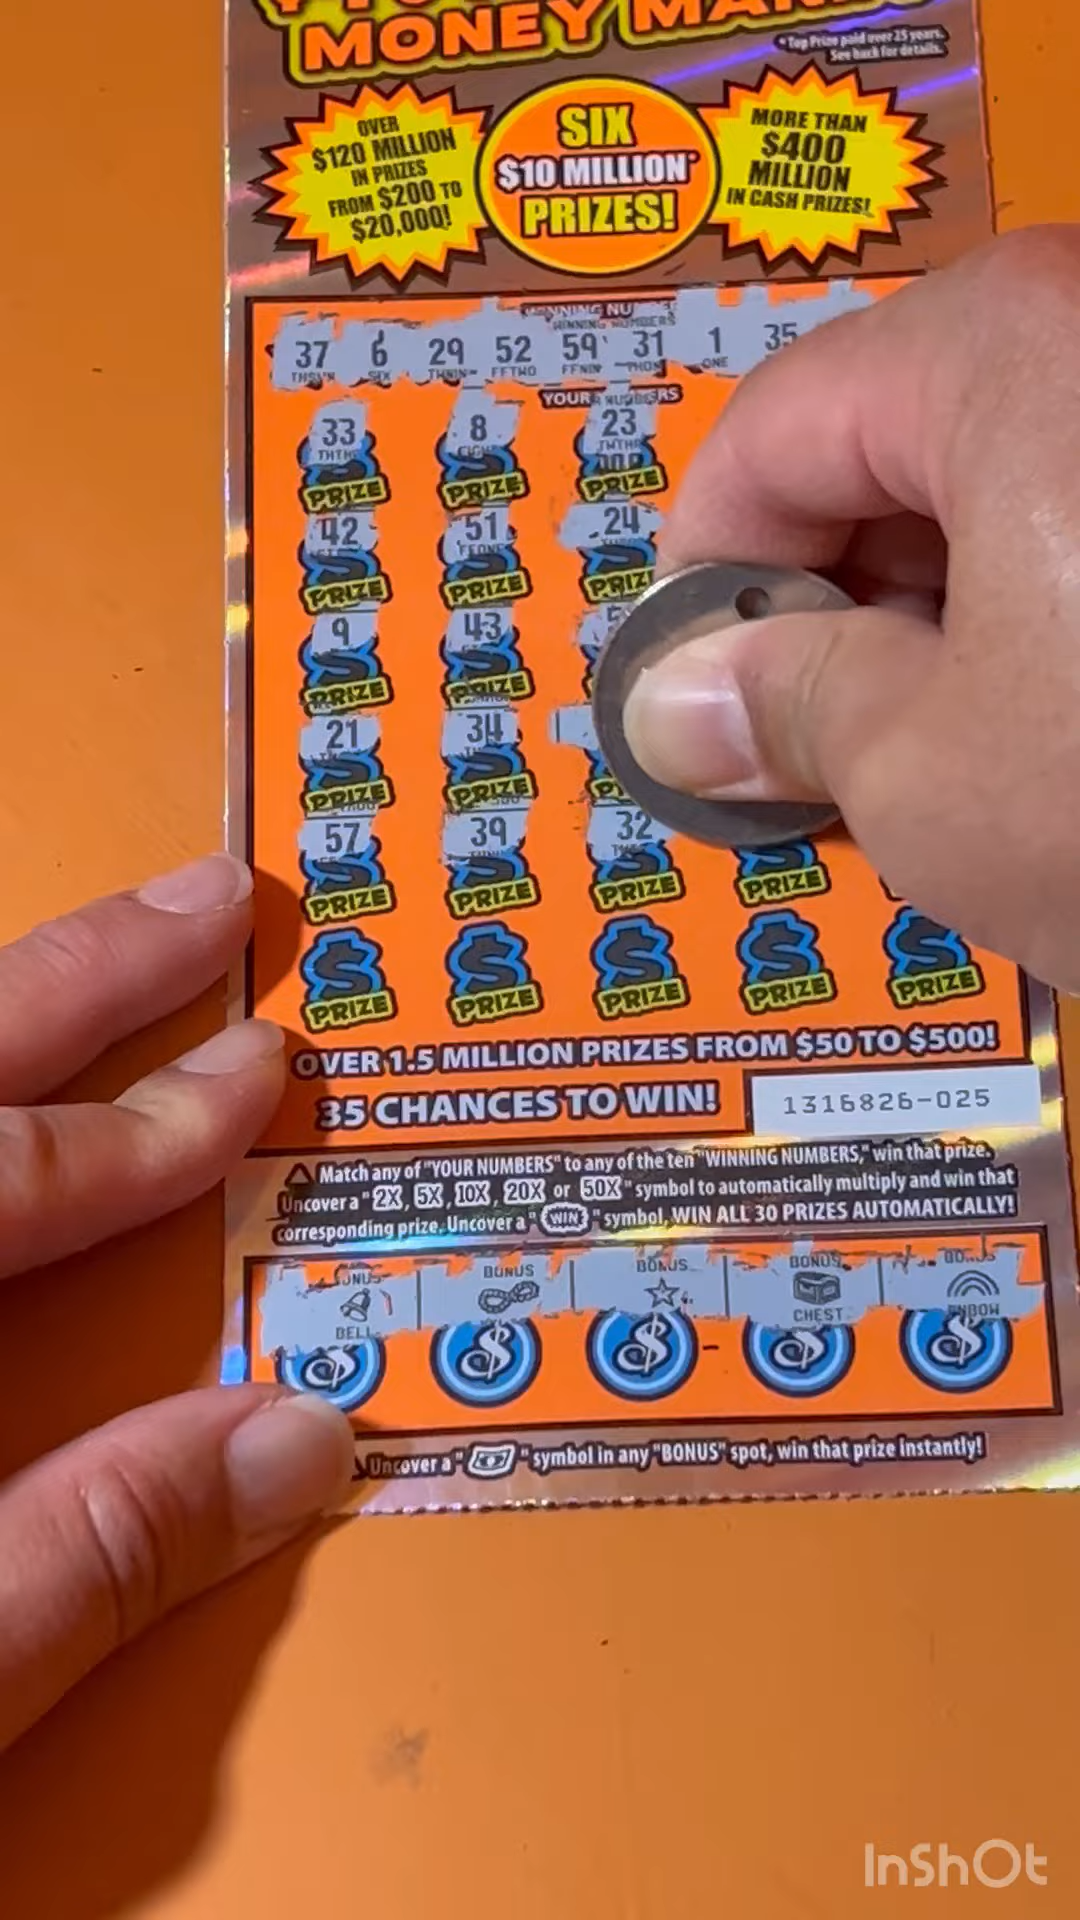 MONEY
*Top Prize paid over 25 years.
See back for details.
OVER
$120 MILLION
IN PRIZES
FROM $200 TO
$20,000!
SIX
$10 MILLION*
PRIZES!
MORE THAN
$400
MILLION
IN CASH PRIZES!
WINNING NUMBERS
37 6 29 52 59 31 1 35
SIX ONE
YOUR NUMBERS
33 8 23
PRIZE PRIZE PRIZE
42 51 24
PRIZE PRIZE
9 43
PRIZE PRIZE
21 34
PRIZE PRIZE
57 39 32
PRIZE PRIZE PRIZE PRIZE
PRIZE PRIZE PRIZE PRIZE PRIZE
OVER 1.5 MILLION PRIZES FROM $50 TO $500!
35 CHANCES TO WIN! 1316826-025
Match any of "YOUR NUMBERS" to any of the ten "WINNING NUMBERS," win that prize.
Uncover a "2X, 5X, 10X, 20X or 50X" symbol to automatically multiply and win that
corresponding prize. Uncover a "WIN" symbol, WIN ALL 30 PRIZES AUTOMATICALLY!
BONUS BONUS BONUS BONUS
BELL CHEST
Uncover a " " symbol in any "BONUS" spot, win that prize instantly!
InShOt